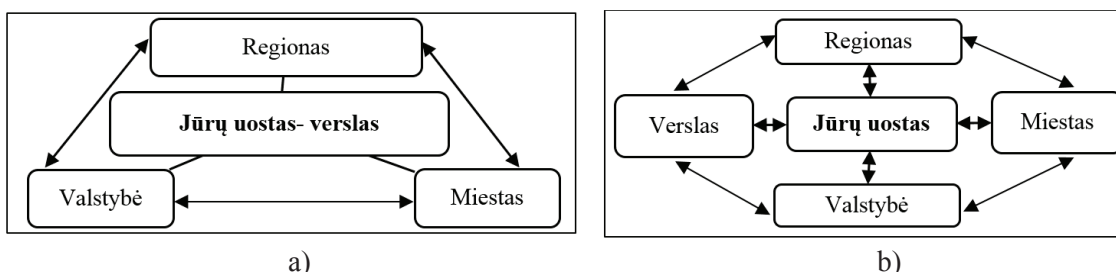 Regionas
Jūrų uostas- verslas
Valstybė
Miestas
a)
Regionas
Verslas
Jūrų uostas
Miestas
Valstybė
b)